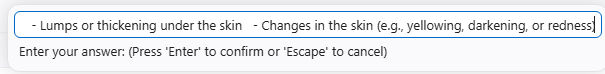 - Lumps or thickening under the skin   - Changes in the skin (e.g., yellowing, darkening, or redness)
Enter your answer: (Press 'Enter' to confirm or 'Escape' to cancel)